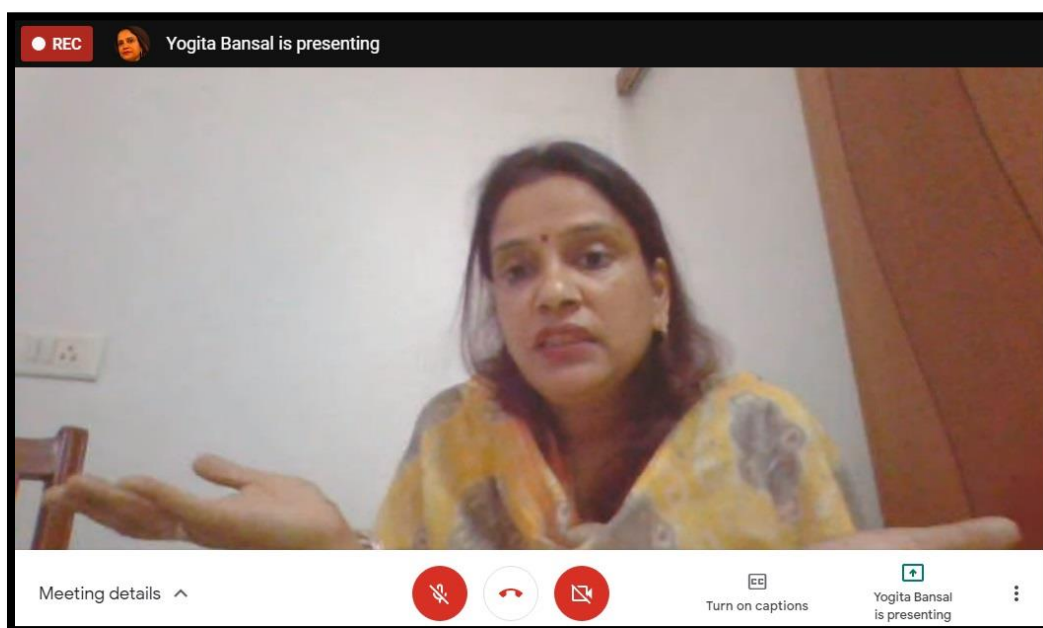 REC
Yogita Bansal is presenting
Meeting details
Turn on captions
Yogita Bansal
is presenting